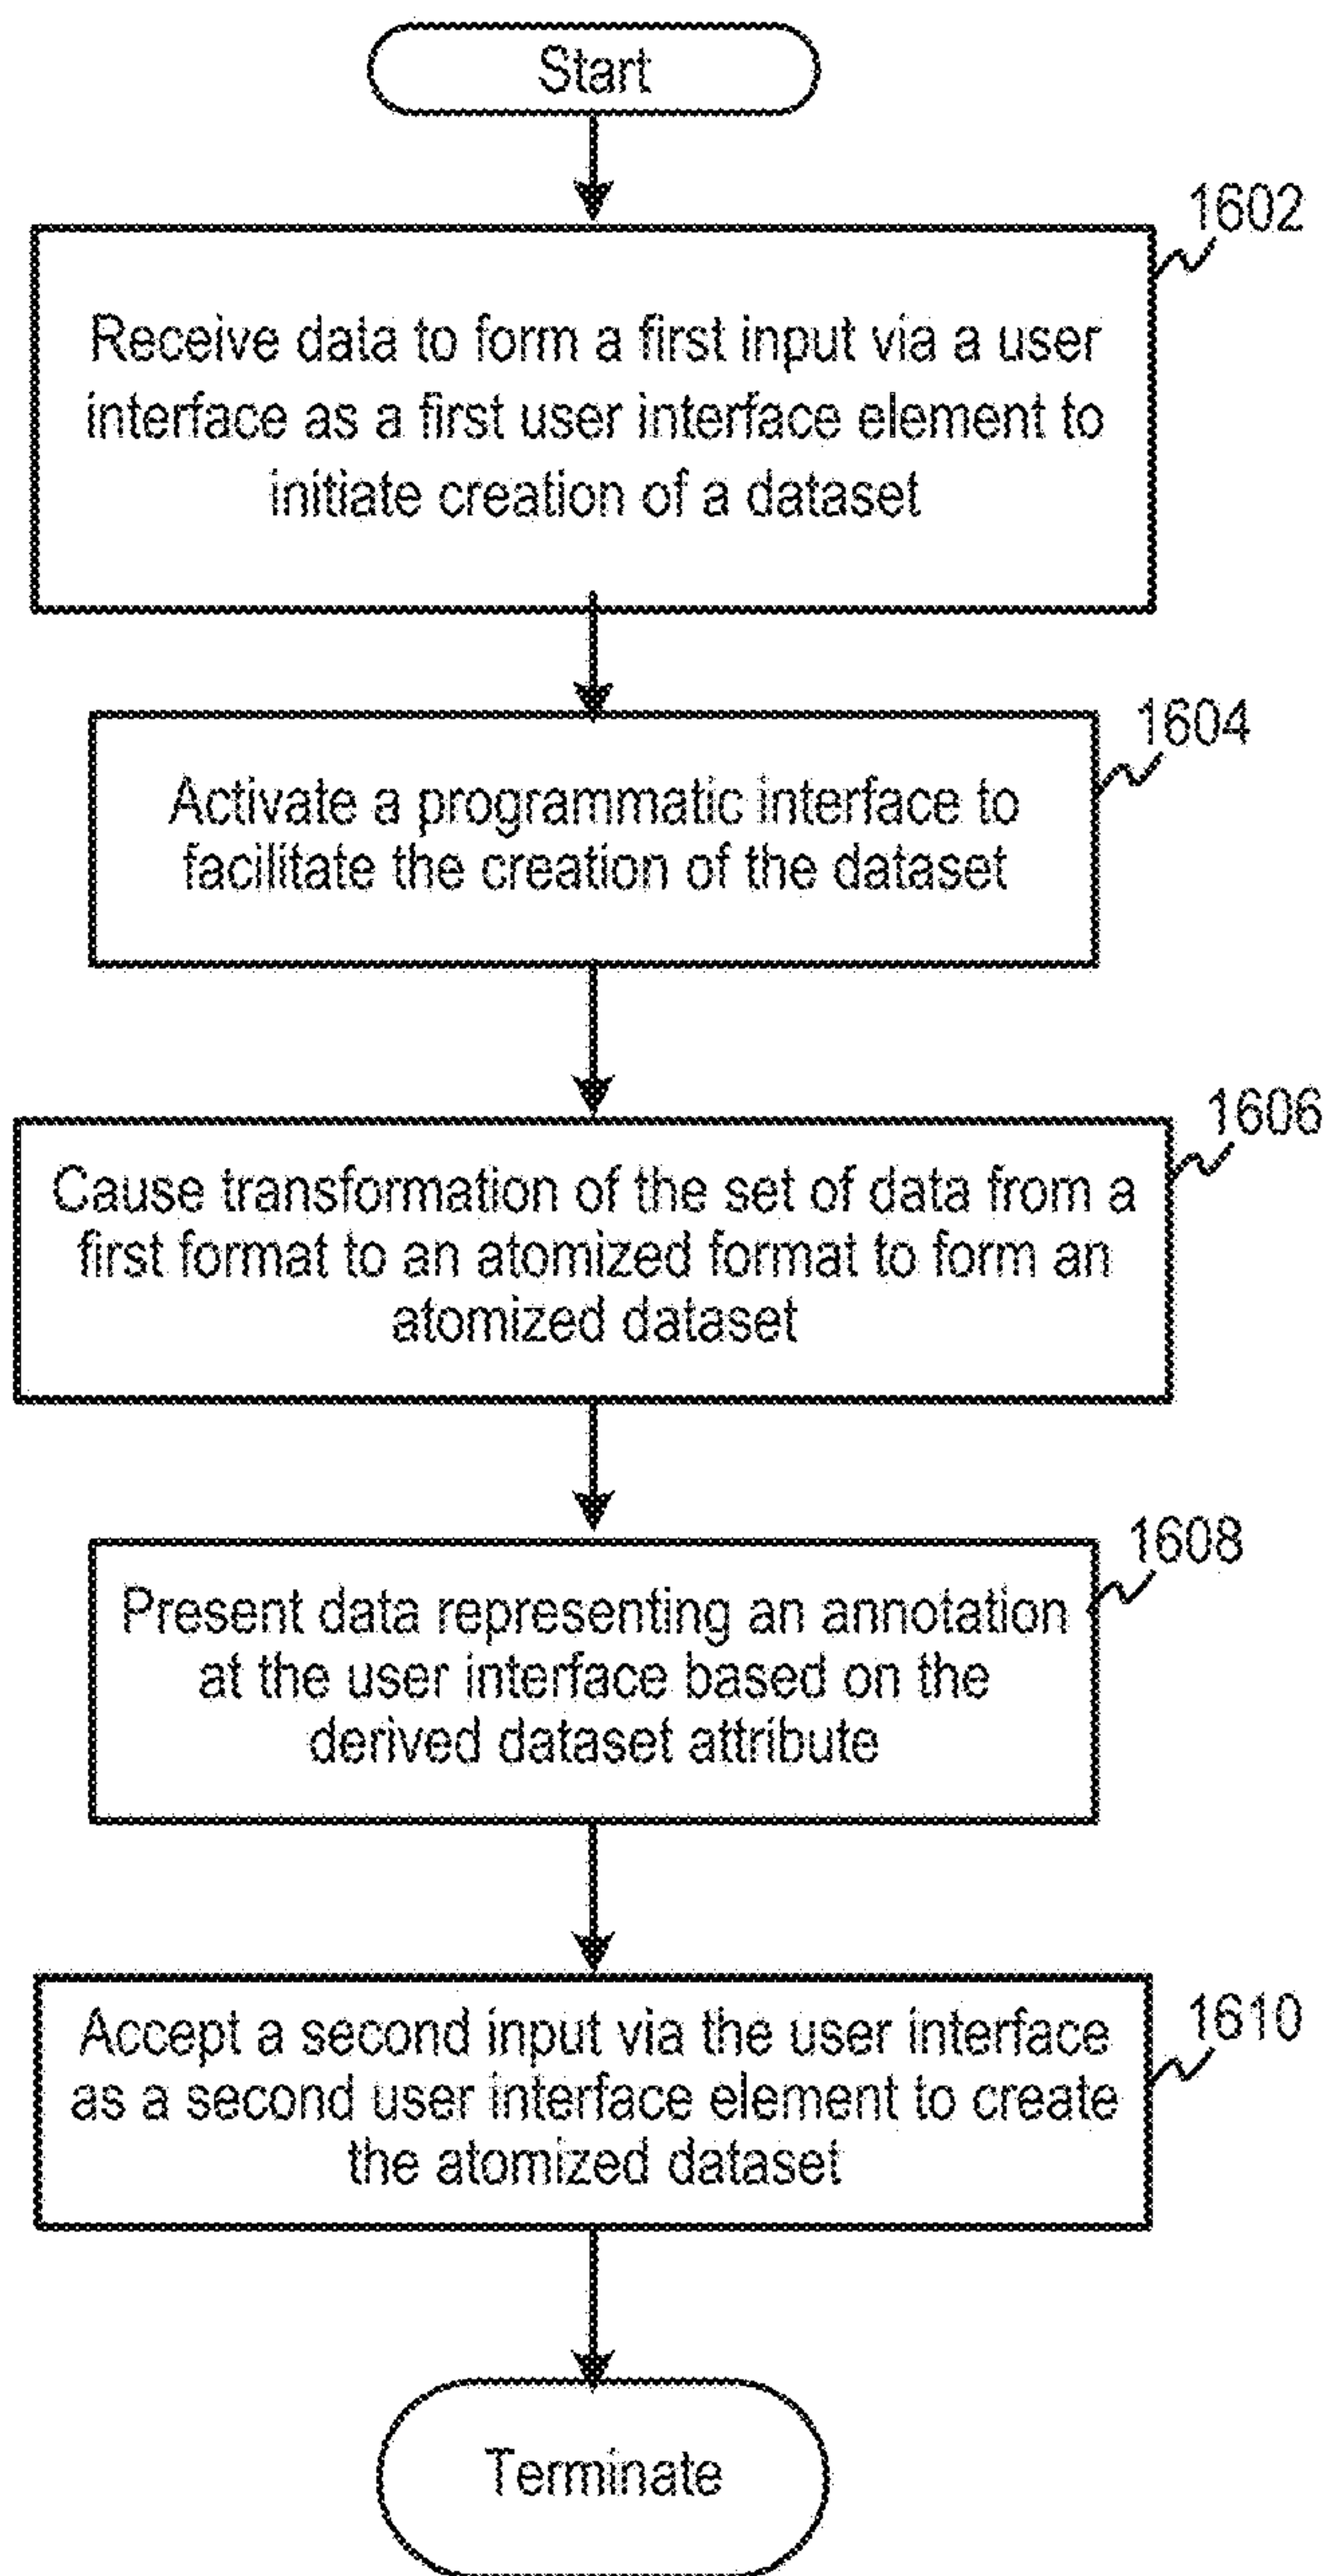 Start
1602
Receive data to form a first input via a user
interface as a first user interface element to
initiate creation of a dataset
1604
Activate a programmatic interface to
facilitate the creation of the dataset
1606
Cause transformation of the set of data from a
first format to an atomized format to form an
atomized dataset
1608
Present data representing an annotation
at the user interface based on the
derived dataset attribute
1610
Accept a second input via the user interface
as a second user interface element to create
the atomized dataset
Terminate